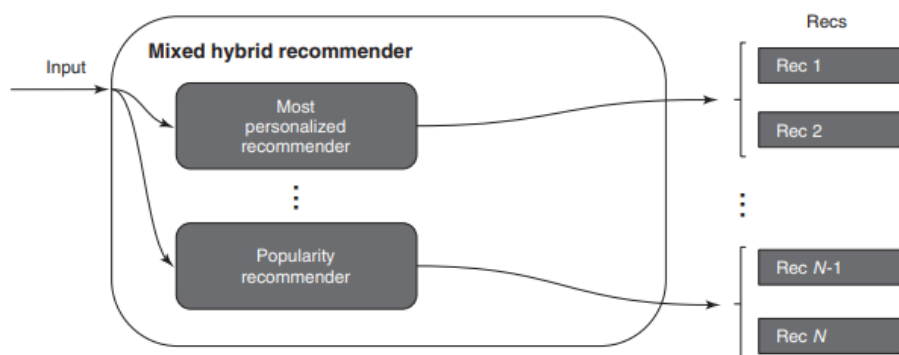 Recs
Mixed hybrid recommender
Input
Rec 1
Most
personalized
recommender
Rec 2
Popularity
recommender
Rec N-1
Rec N